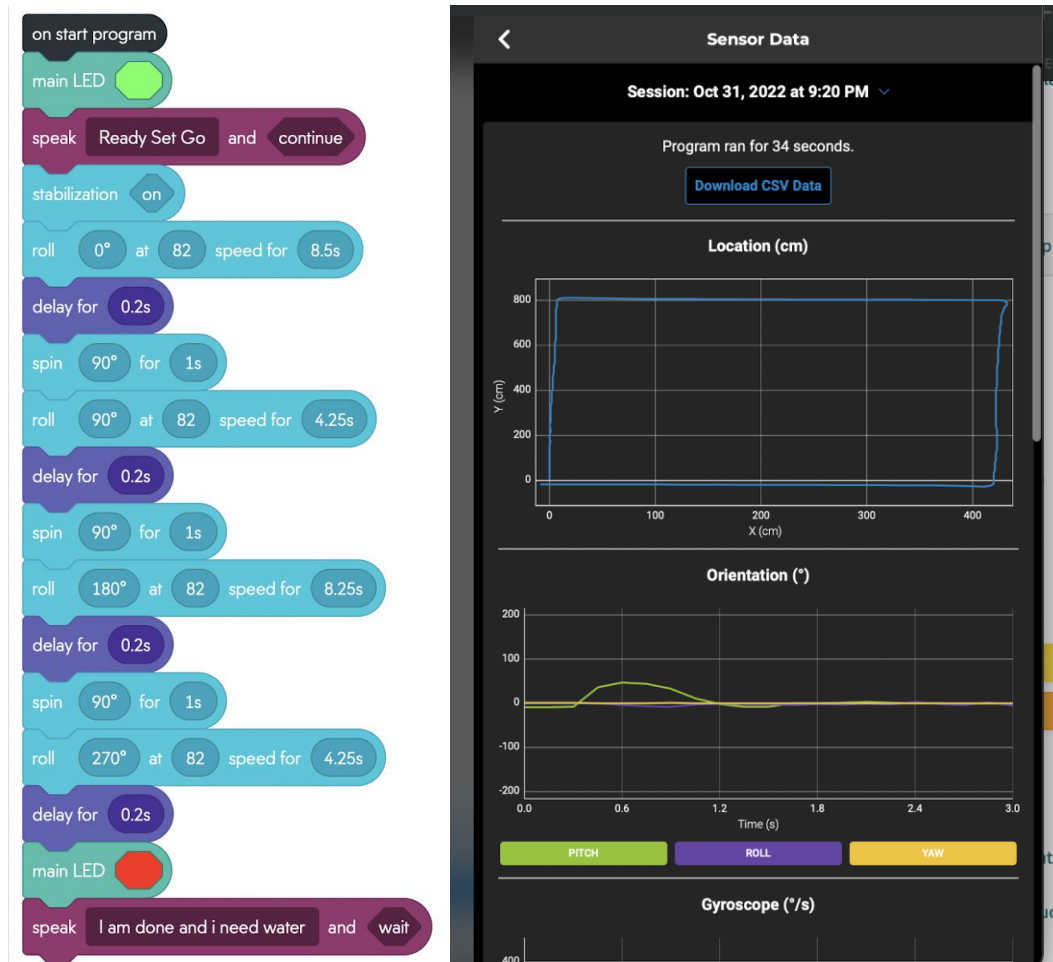 on start program
main LED
speak Ready Set Go and continue
stabilization on
roll 0° at 82 speed for 8.5s
delay for 0.2s
spin 90° for 1s
roll 90° at 82 speed for 4.25s
delay for 0.2s
spin 90° for 1s
roll 180° at 82 speed for 8.25s
delay for 0.2s
spin 90° for 1s
roll 270° at 82 speed for 4.25s
delay for 0.2s
main LED
speak I am done and i need water and wait
Sensor Data
Session: Oct 31, 2022 at 9:20 PM
Program ran for 34 seconds.
Download CSV Data
Location (cm)
800
600
400
200
0
Y (cm)
0 100 200 300 400
X (cm)
Orientation (°)
200
100
0
-100
-200
0.0 0.6 1.2 1.8 2.4 3.0
Time (s)
PITCH ROLL YAW
Gyroscope (°/s)
400